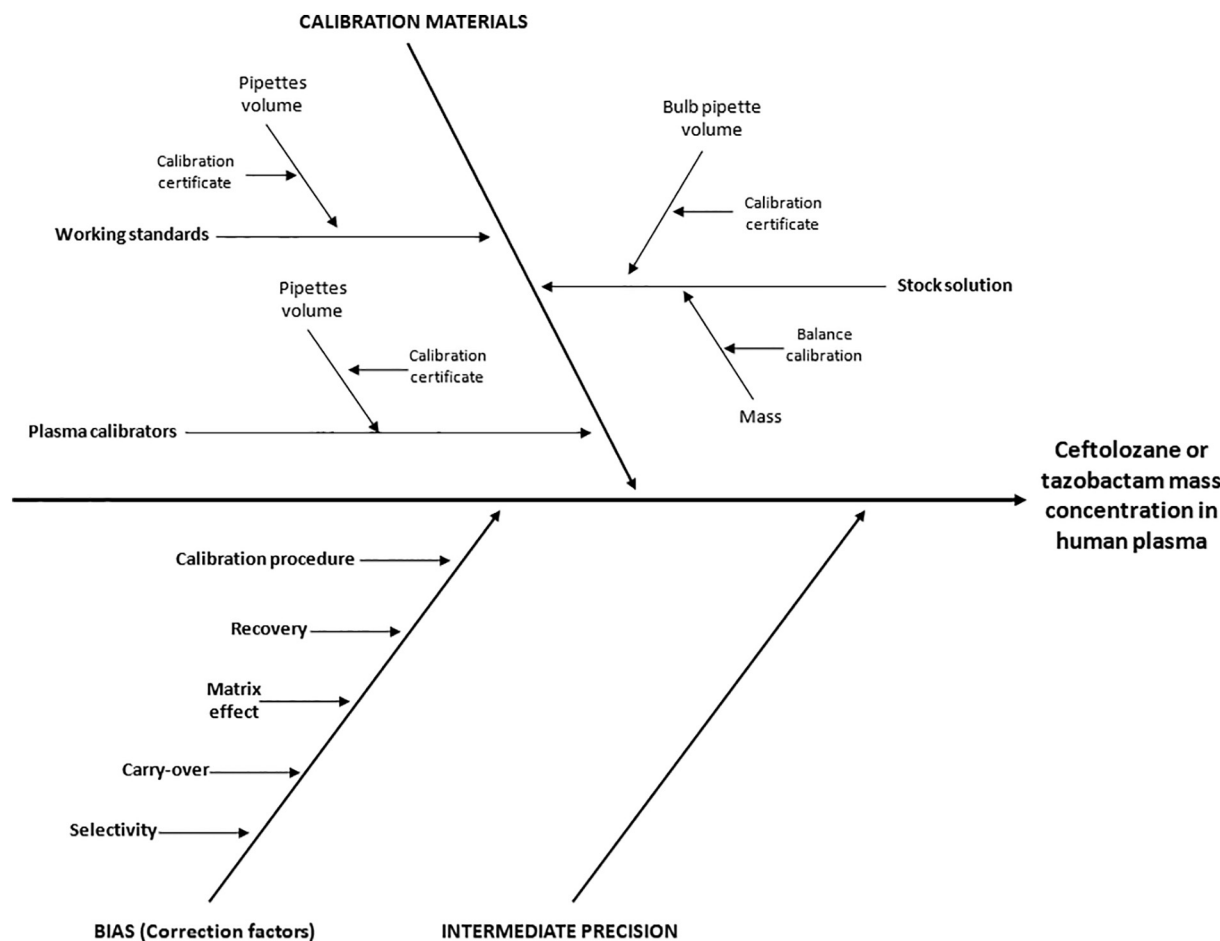 CALIBRATION MATERIALS
Pipettes
volume
Bulb pipette
volume
Calibration
certificate
Calibration
certificate
Working standards
Pipettes
volume
Stock solution
Calibration
certificate
Balance
calibration
Mass
Plasma calibrators
Ceftolozane or
tazobactam mass
concentration in
human plasma
Calibration procedure
Recovery
Matrix
effect
Carry-over
Selectivity
BIAS (Correction factors)
INTERMEDIATE PRECISION